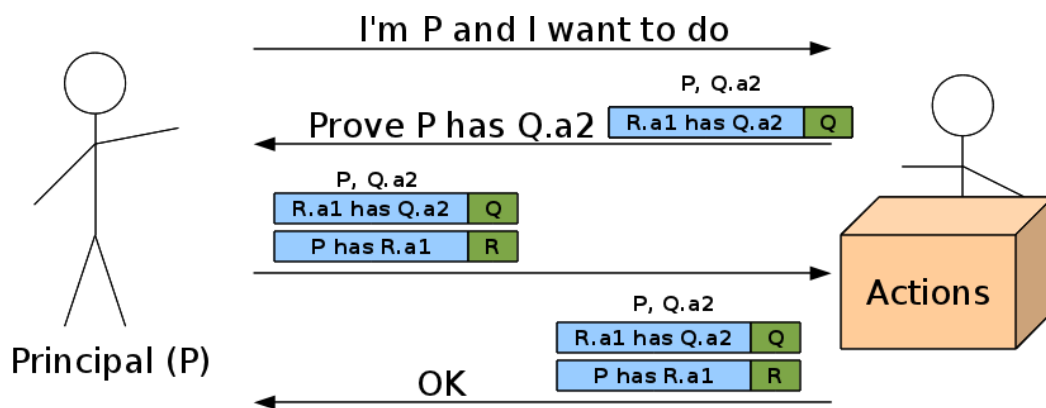 I'm P and I want to do
P, Q.a2
R.a1 has Q.a2 Q
Prove P has Q.a2
P, Q.a2
R.a1 has Q.a2 Q
P has R.a1 R
Actions
P, Q.a2
R.a1 has Q.a2 Q
P has R.a1 R
Principal (P)
OK